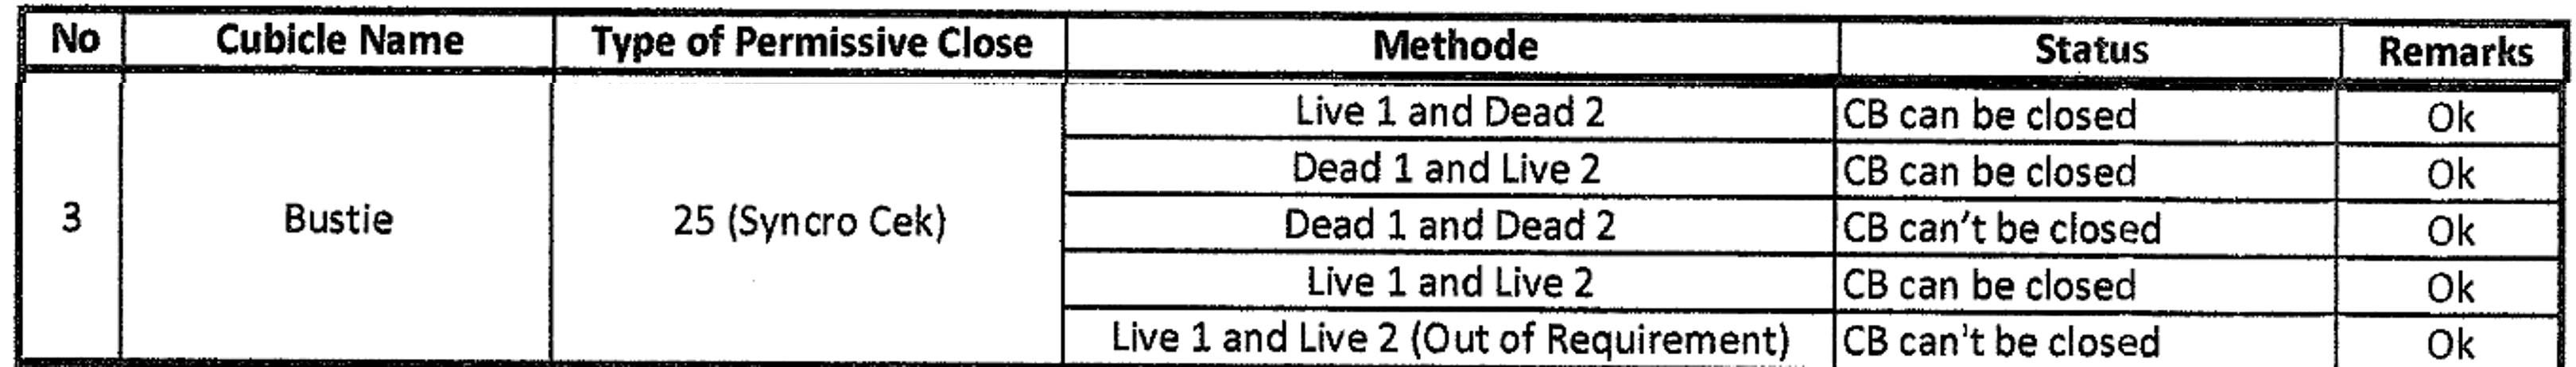 No Cubicle Name Type of Permissive Close Methode Status Remarks
Live 1 and Dead 2 CB can be closed Ok
Dead 1 and Live 2 CB can be closed Ok
3 Bustie 25 (Syncro Cek) Dead 1 and Dead 2 CB can't be closed Ok
Live 1 and Live 2 CB can be closed Ok
Live 1 and Live 2 (Out of Requirement) CB can't be closed Ok